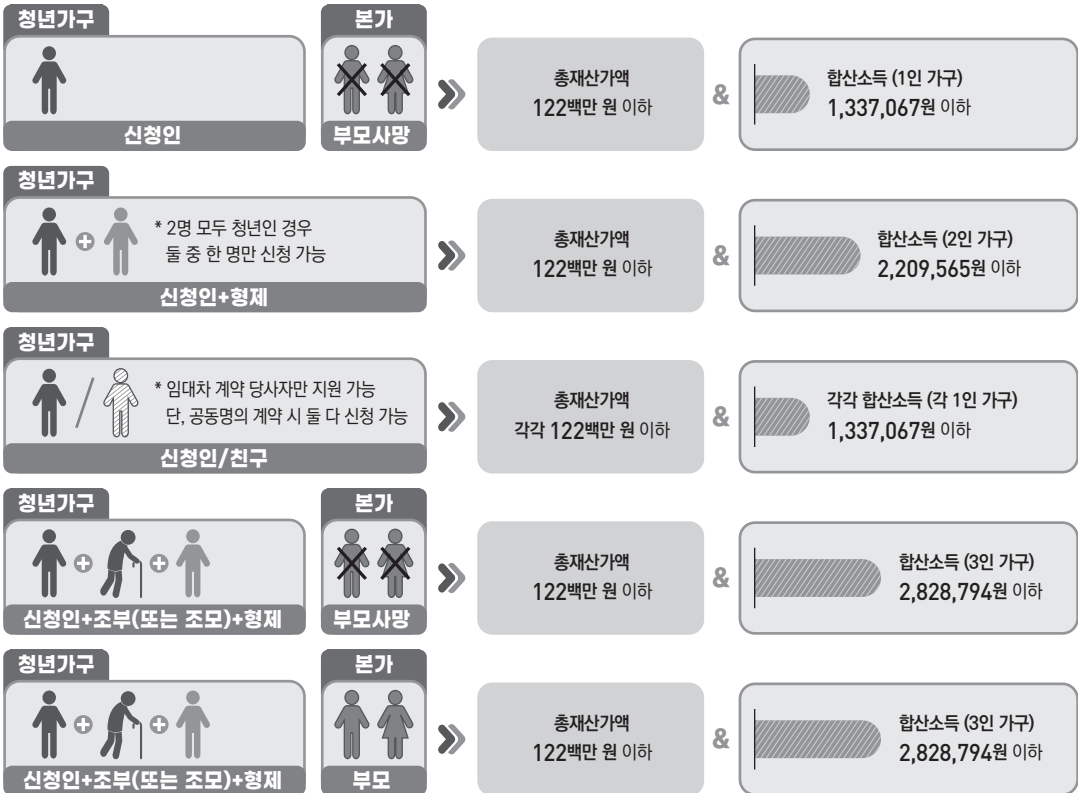 청년가구
본가
신청인
부모사망
총재산가액
122백만 원 이하
&
합산소득 (1인 가구)
1,337,067원 이하
청년가구
* 2명 모두 청년인 경우
둘 중 한 명만 신청 가능
신청인+형제
총재산가액
122백만 원 이하
&
합산소득 (2인 가구)
2,209,565원 이하
청년가구
* 임대차 계약 당사자만 지원 가능
단, 공동명의 계약 시 둘 다 신청 가능
신청인/친구
총재산가액
각각 122백만 원 이하
&
각각 합산소득 (각 1인 가구)
1,337,067원 이하
청년가구
본가
신청인+조부(또는 조모)+형제
부모사망
총재산가액
122백만 원 이하
&
합산소득 (3인 가구)
2,828,794원 이하
청년가구
본가
신청인+조부(또는 조모)+형제
부모
총재산가액
122백만 원 이하
&
합산소득 (3인 가구)
2,828,794원 이하